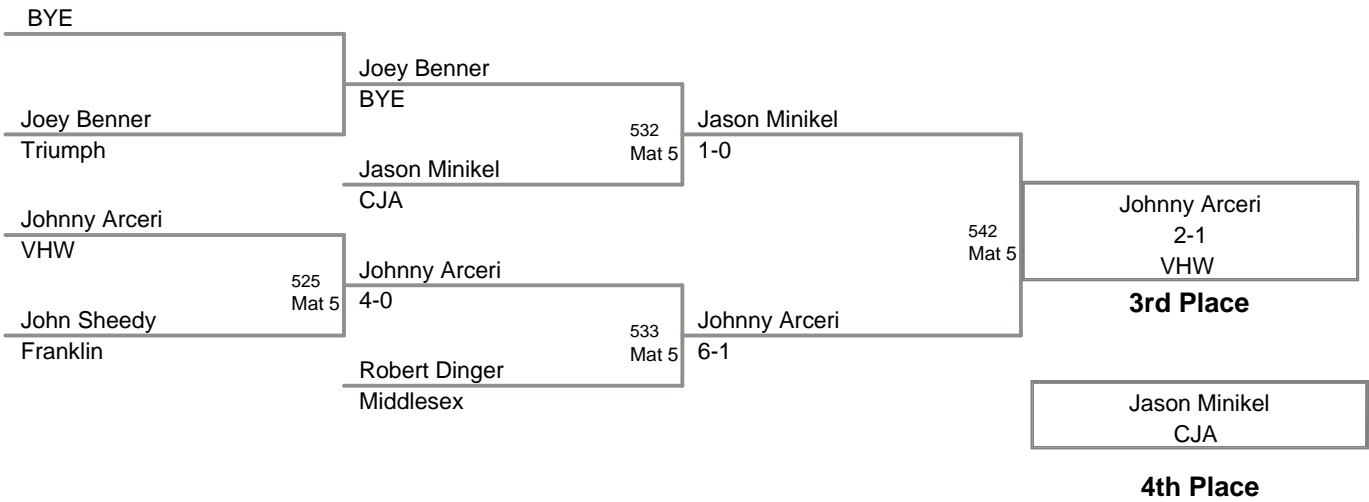 BYE
Joey Benner
BYE
Joey Benner
Triumph
532
Mat 5
Jason Minikel
1-0
Jason Minikel
CJA
Johnny Arceri
VHW
525
Mat 5
Johnny Arceri
4-0
John Sheedy
Franklin
533
Mat 5
Johnny Arceri
6-1
Robert Dinger
Middlesex
542
Mat 5
Johnny Arceri
2-1
VHW
3rd Place
Jason Minikel
CJA
4th Place